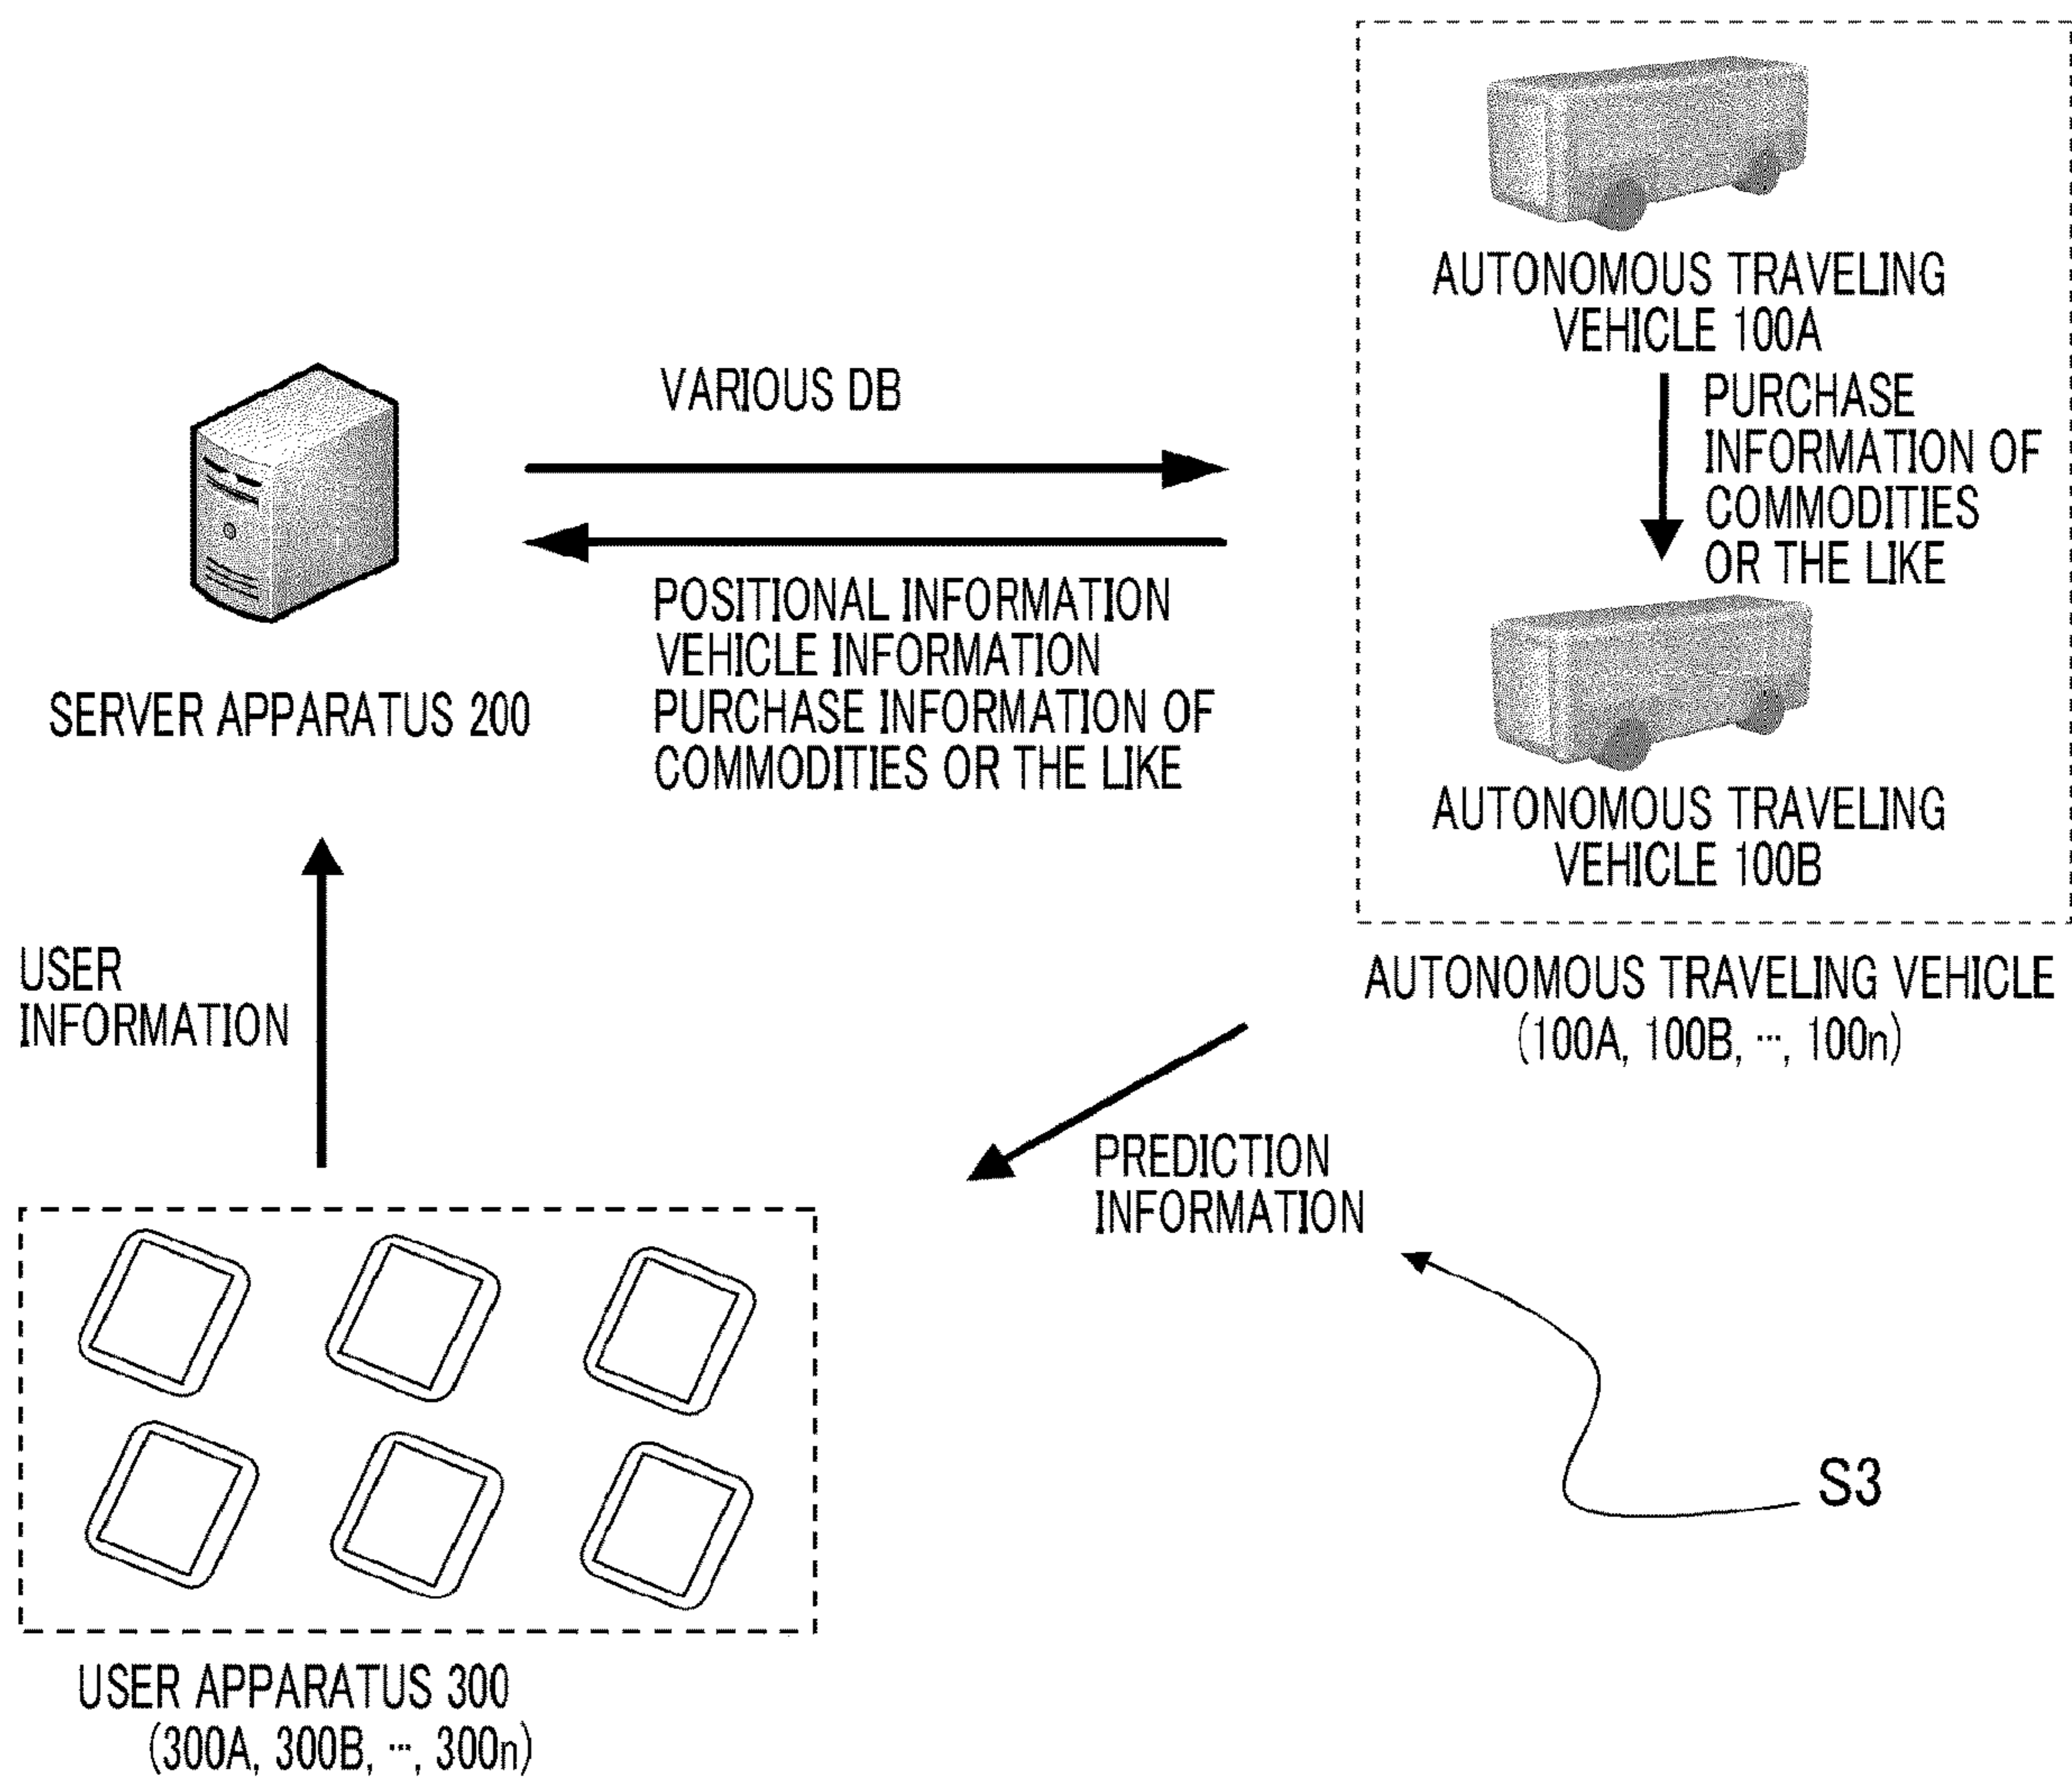 AUTONOMOUS TRAVELING
VEHICLE 100A
VARIOUS DB
PURCHASE
INFORMATION OF
COMMODITIES
OR THE LIKE
POSITIONAL INFORMATION
VEHICLE INFORMATION
PURCHASE INFORMATION OF
COMMODITIES OR THE LIKE
SERVER APPARATUS 200
AUTONOMOUS TRAVELING
VEHICLE 100B
USER
INFORMATION
AUTONOMOUS TRAVELING VEHICLE
(100A, 100B, ···, 100n)
PREDICTION
INFORMATION
S3
USER APPARATUS 300
(300A, 300B, ···, 300n)